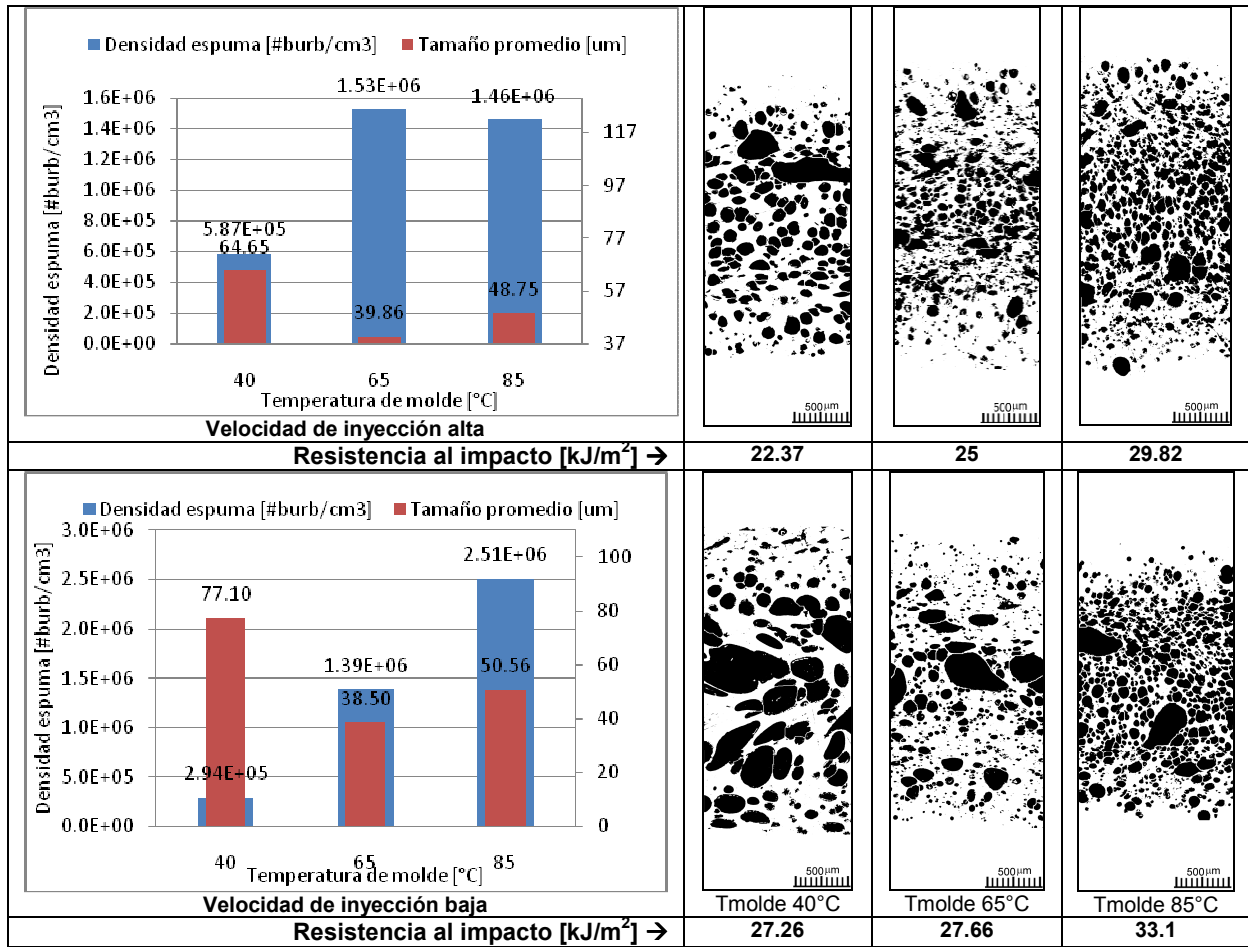 Densidad espuma [#burb/cm3] Tamaño promedio [um]
1.53E+06 1.46E+06
1.6E+06
1.4E+06
1.2E+06
1.0E+06
8.0E+05
6.0E+05
4.0E+05
2.0E+05
0.0E+00
Densidad espuma [#burb/cm3]
5.87E+05
64.65
39.86
48.75
117
97
77
57
37
40 65 85
Temperatura de molde [°C]
Velocidad de inyección alta
500µm
500µm
500µm
Resistencia al impacto [kJ/m²] → 22.37 25 29.82
Densidad espuma [#burb/cm3] Tamaño promedio [um]
3.0E+06
2.5E+06
2.0E+06
1.5E+06
1.0E+06
5.0E+05
0.0E+00
Densidad espuma [#burb/cm3]
77.10
2.94E+05
1.39E+06
38.50
2.51E+06
50.56
100
80
60
40
20
0
40 65 85
Temperatura de molde [°C]
Velocidad de inyección baja
500µm
500µm
500µm
Tmolde 40°C Tmolde 65°C Tmolde 85°C
Resistencia al impacto [kJ/m²] → 27.26 27.66 33.1